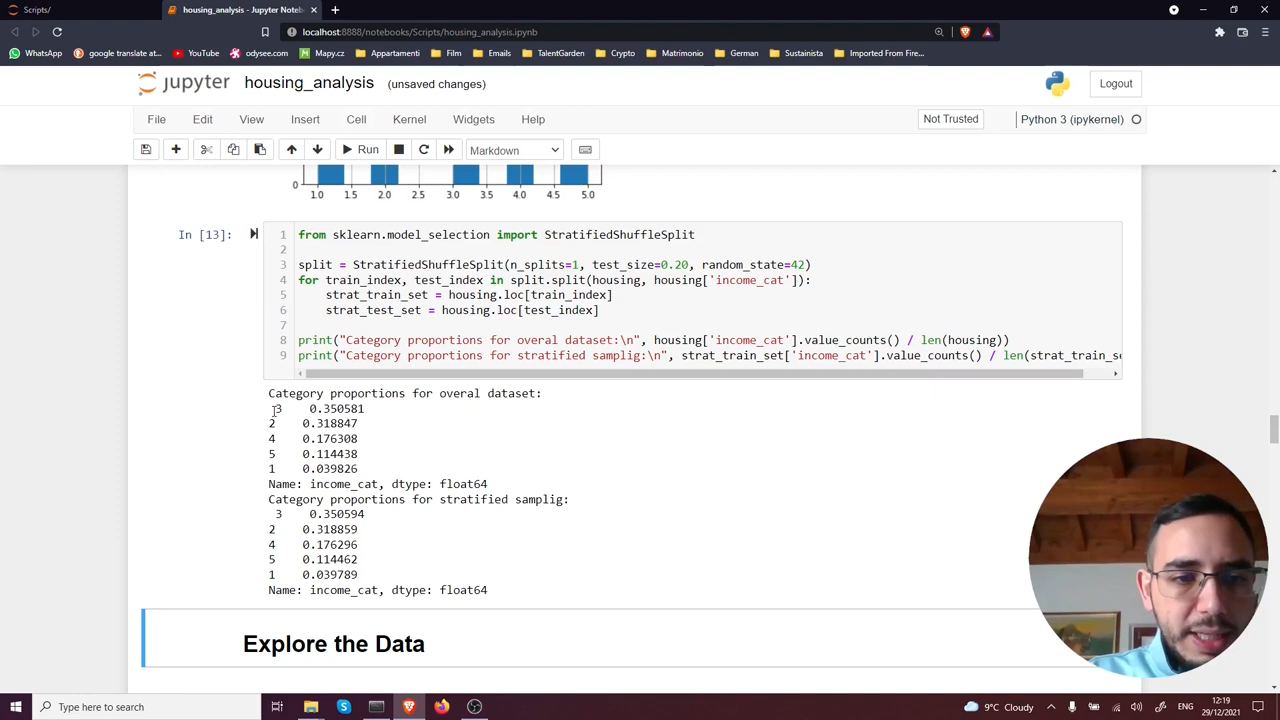 Scripts/
housing_analysis - Jupyter Noteb
localhost:8888/notebooks/Scripts/housing_analysis.ipynb
WhatsApp
google translate at...
YouTube
odysee.com
Mapy.cz
Appartamenti
Film
Emails
TalentGarden
Crypto
Matrimonio
German
Sustainista
Imported From Fire...
jupyter
housing_analysis
(unsaved changes)
Logout
File Edit View Insert Cell Kernel Widgets Help
Not Trusted
Python 3 (ipykernel)
Run
Markdown
0
1.0 1.5 2.0 2.5 3.0 3.5 4.0 4.5 5.0
In [13]:
1 from sklearn.model_selection import StratifiedShuffleSplit
2
3 split = StratifiedShuffleSplit(n_splits=1, test_size=0.20, random_state=42)
4 for train_index, test_index in split.split(housing, housing['income_cat']):
5 strat_train_set = housing.loc[train_index]
6 strat_test_set = housing.loc[test_index]
7
8 print("Category proportions for overal dataset:\n", housing['income_cat'].value_counts() / len(housing))
9 print("Category proportions for stratified samplig:\n", strat_train_set['income_cat'].value_counts() / len(strat_train_se
Category proportions for overal dataset:
3 0.350581
2 0.318847
4 0.176308
5 0.114438
1 0.039826
Name: income_cat, dtype: float64
Category proportions for stratified samplig:
3 0.350594
2 0.318859
4 0.176296
5 0.114462
1 0.039789
Name: income_cat, dtype: float64
Explore the Data
Type here to search
9°C Cloudy
ENG
12:19
29/12/2021